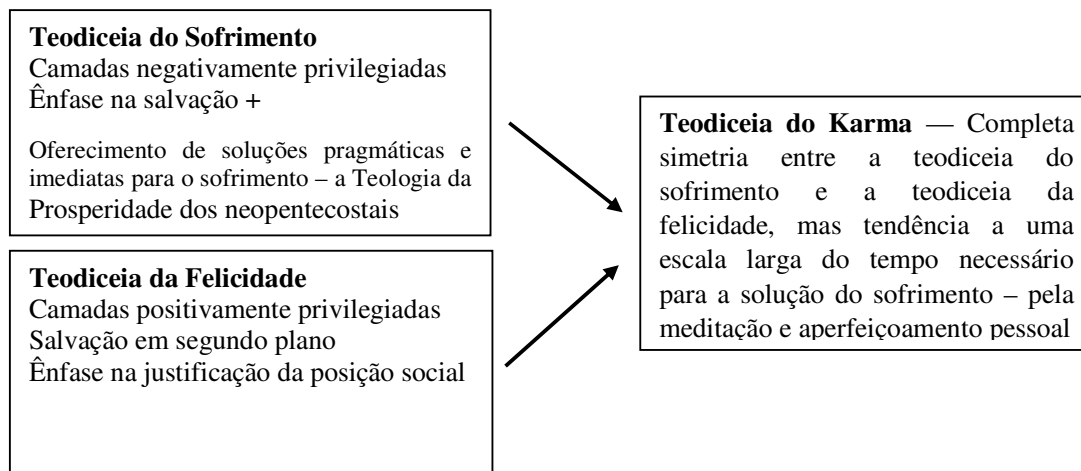 Teodiceia do Sofrimento
Camadas negativamente privilegiadas
Ênfase na salvação +
Oferecimento de soluções pragmáticas e
imediatas para o sofrimento – a Teologia da
Prosperidade dos neopentecostais
Teodiceia da Felicidade
Camadas positivamente privilegiadas
Salvação em segundo plano
Ênfase na justificação da posição social
Teodiceia do Karma — Completa
simetria entre a teodiceia do
sofrimento e a teodiceia da
felicidade, mas tendência a uma
escala larga do tempo necessário
para a solução do sofrimento – pela
meditação e aperfeiçoamento pessoal